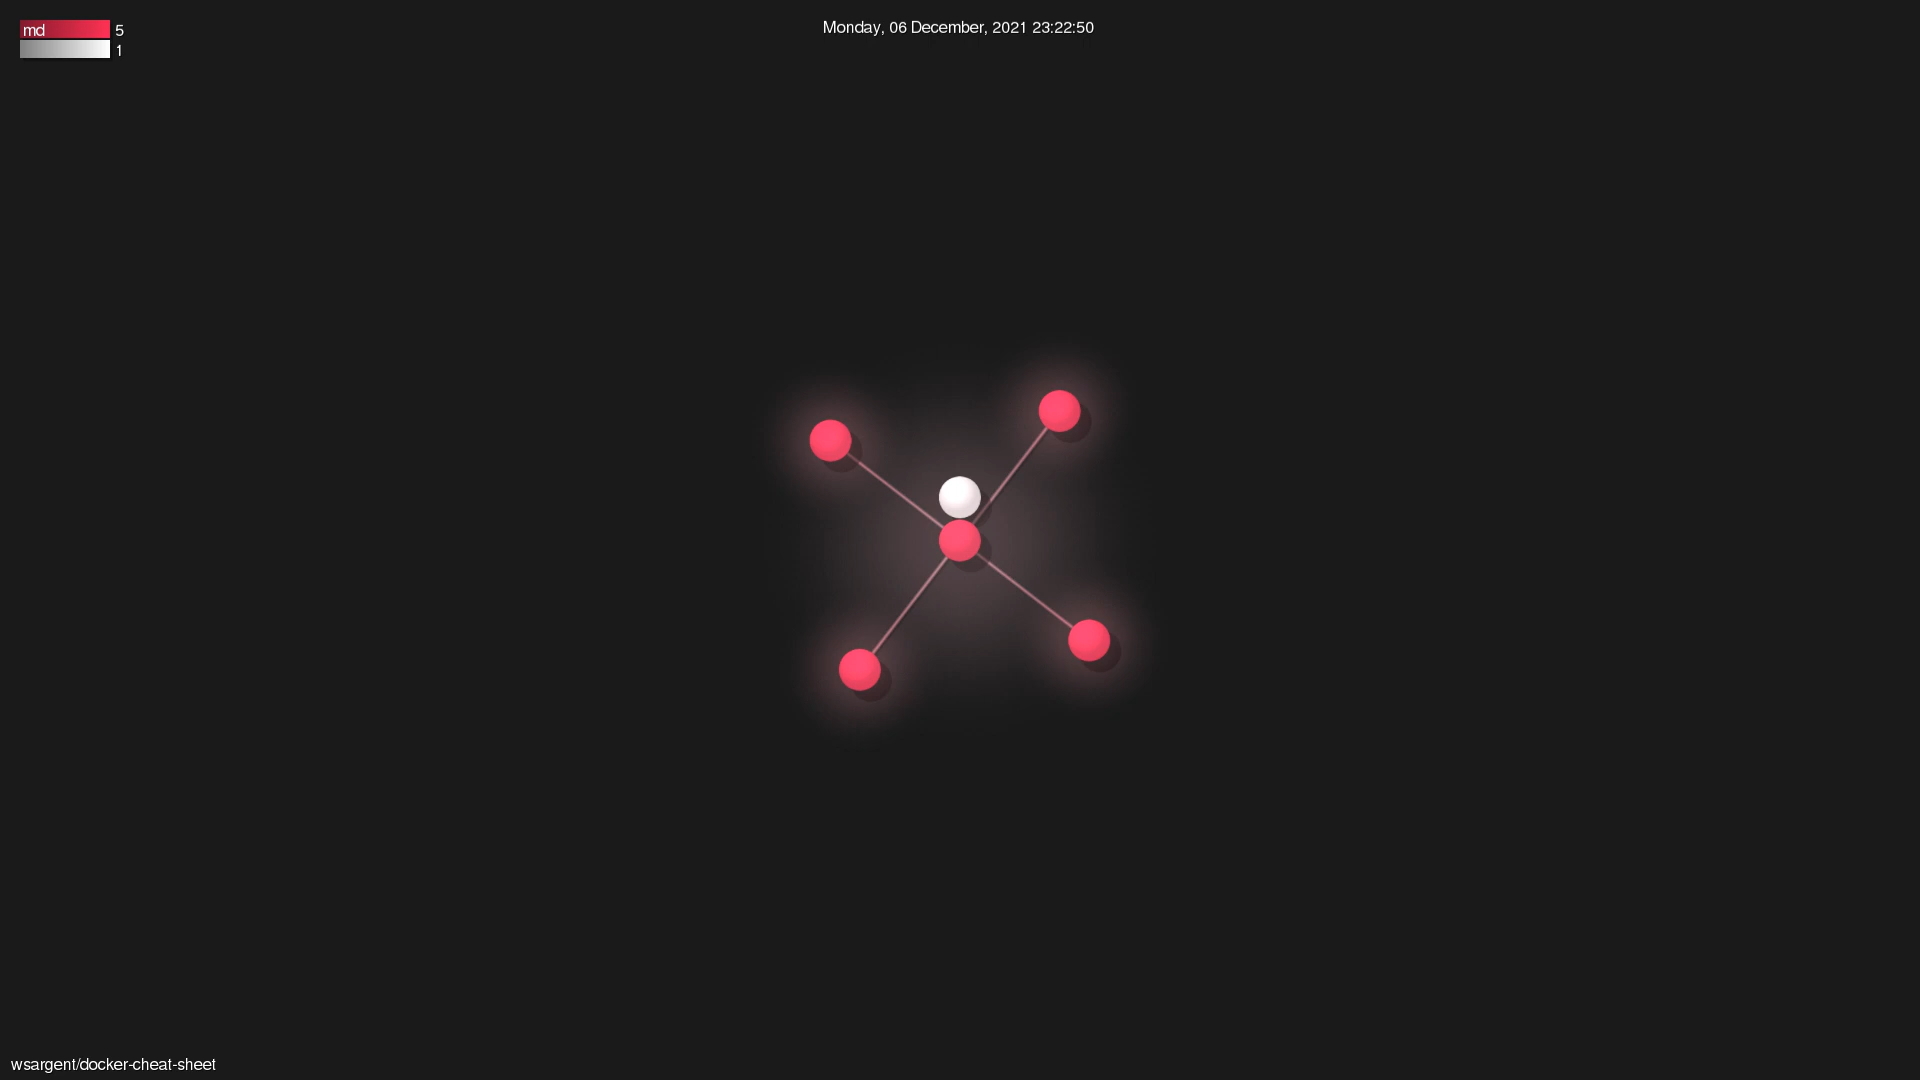 md 5
1
Monday, 06 December, 2021 23:22:50
wsargent/docker-cheat-sheet